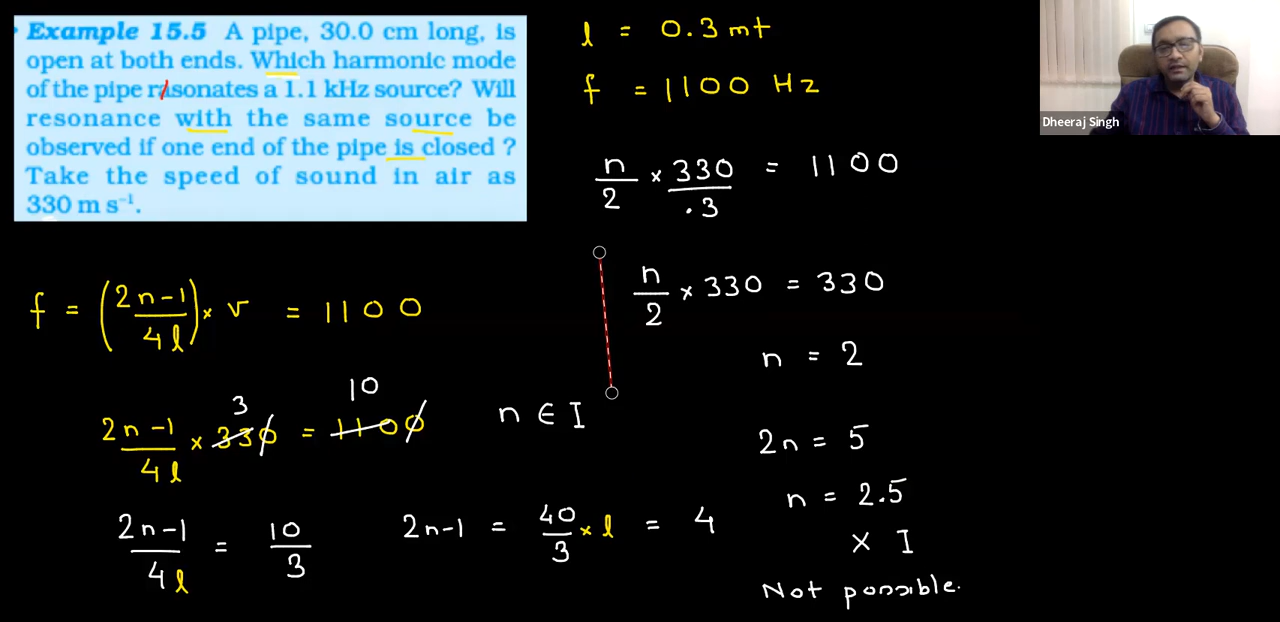 Example 15.5 A pipe, 30.0 cm long, is
open at both ends. Which harmonic mode
of the pipe resonates a 1.1 kHz source? Will
resonance with the same source be
observed if one end of the pipe is closed ?
Take the speed of sound in air as
330 m s⁻¹.
l = 0.3 mt
f = 1100 Hz
n/2 × 330/.3 = 1100
n/2 × 330 = 330
n = 2
f = (2n-1/4l) × v = 1100
2n-1/4l × 330 = 1100
3
10
n ∈ I
2n-1/4l = 10/3
2n-1 = 40/3 × l = 4
2n = 5
n = 2.5
× I
Not possible.
Dheeraj Singh